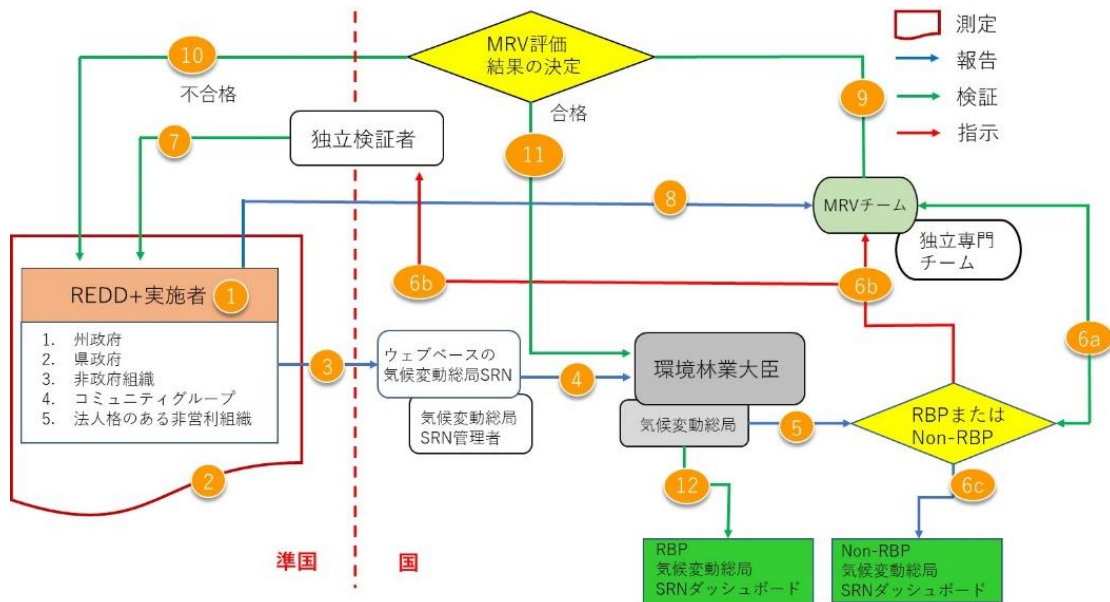 10
不合格
MRV評価
結果の決定
合格
測定
報告
検証
指示
9
7
独立検証者
11
8
MRVチーム
独立専門
チーム
6b
6b
6a
REDD+実施者
1
1. 州政府
2. 県政府
3. 非政府組織
4. コミュニティグループ
5. 法人格のある非営利組織
2
3
ウェブベースの
気候変動総局SRN
気候変動総局
SRN管理者
4
環境林業大臣
気候変動総局
5
RBPまたは
Non-RBP
12
6c
準国
国
RBP
気候変動総局
SRNダッシュボード
Non-RBP
気候変動総局
SRNダッシュボード